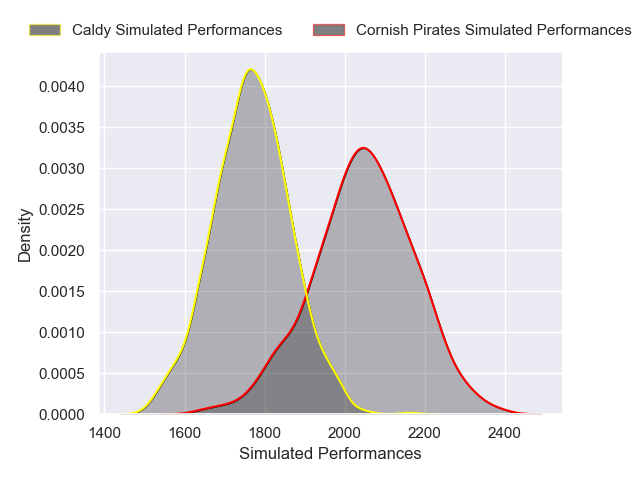 Caldy Simulated Performances Cornish Pirates Simulated Performances
0.0040
0.0035
0.0030
0.0025
0.0020
0.0015
0.0010
0.0005
0.0000
Density
1400 1600 1800 2000 2200 2400
Simulated Performances